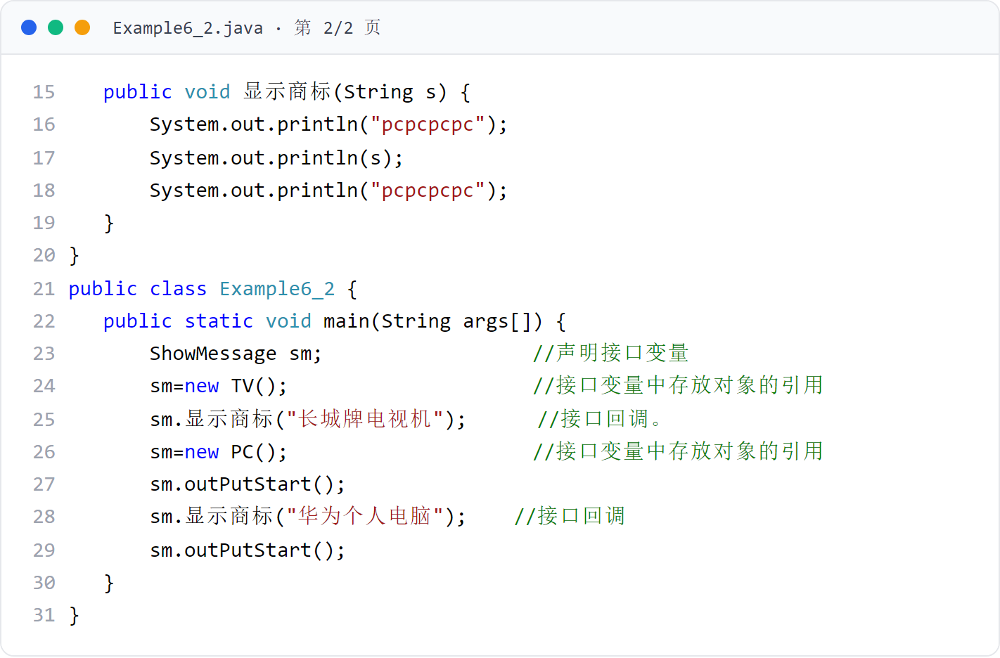 Example6_2.java · 第 2/2 页
15 public void 显示商标(String s) {
16 System.out.println("pcpcpcpc");
17 System.out.println(s);
18 System.out.println("pcpcpcpc");
19 }
20 }
21 public class Example6_2 {
22 public static void main(String args[]) {
23 ShowMessage sm; //声明接口变量
24 sm=new TV(); //接口变量中存放对象的引用
25 sm.显示商标("长城牌电视机"); //接口回调。
26 sm=new PC(); //接口变量中存放对象的引用
27 sm.outPutStart();
28 sm.显示商标("华为个人电脑"); //接口回调
29 sm.outPutStart();
30 }
31 }